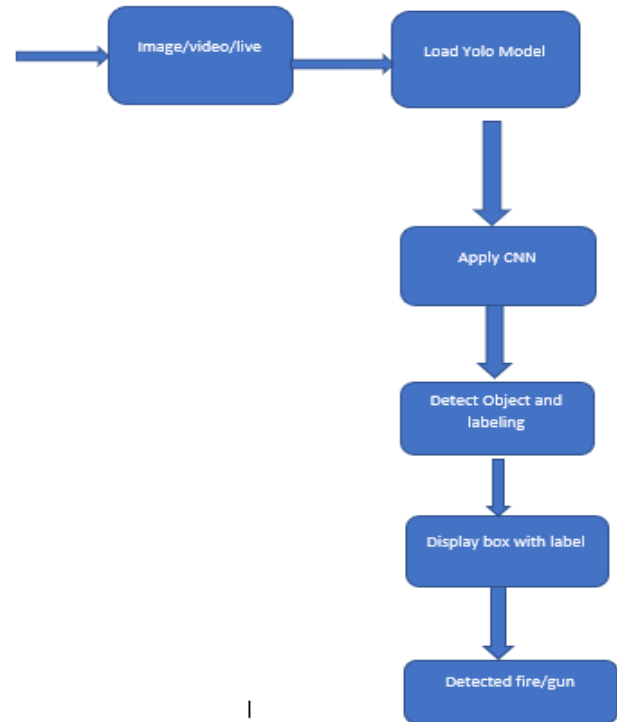 Image/video/live
Load Yolo Model
Apply CNN
Detect Object and
labeling
Display box with label
Detected fire/gun